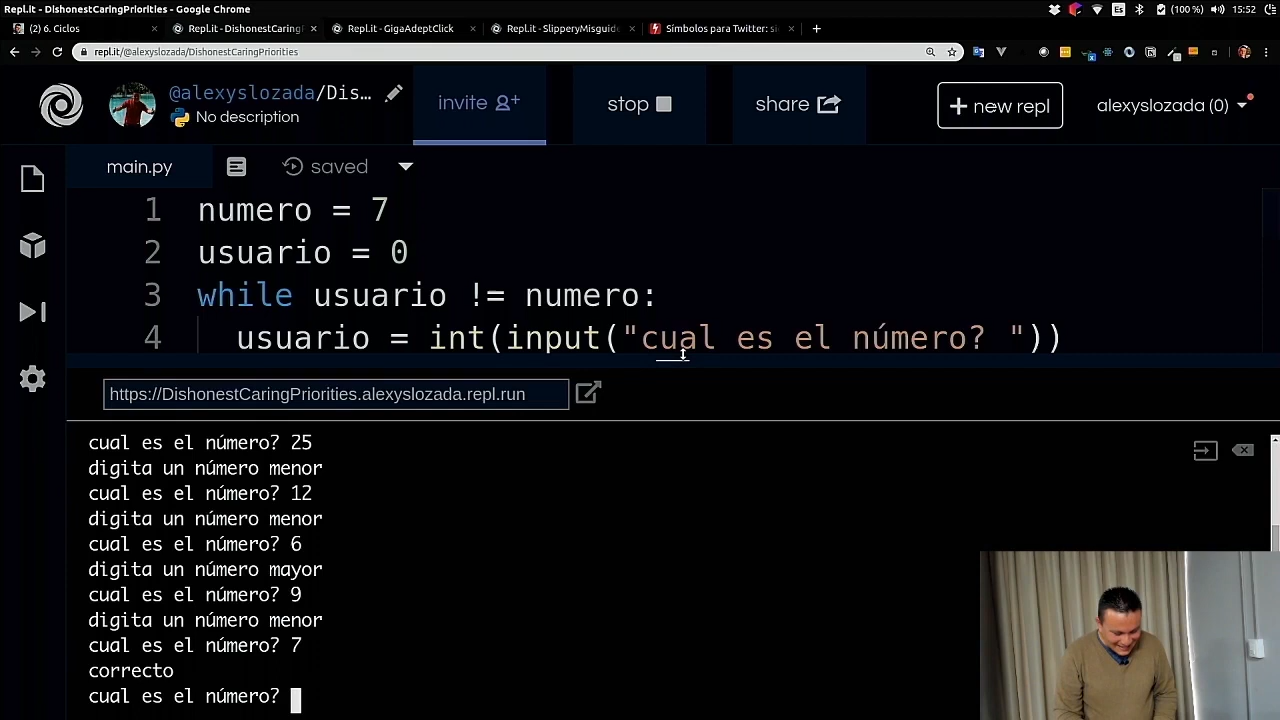 Repl.it - DishonestCaringPriorities - Google Chrome
Es
(100 %)
15:52
(2) 6. Ciclos
Repl.it - DishonestCaring
Repl.it - GigaAdeptClick
Repl.it - SlipperyMisguide
Símbolos para Twitter: si
repl.it/@alexyslozada/DishonestCaringPriorities
@alexyslozada/Dis...
No description
invite
stop
share
+ new repl
alexyslozada (0)
main.py
saved
1 numero = 7
2 usuario = 0
3 while usuario != numero:
4 usuario = int(input("cual es el número? "))
https://DishonestCaringPriorities.alexyslozada.repl.run
cual es el número? 25
digita un número menor
cual es el número? 12
digita un número menor
cual es el número? 6
digita un número mayor
cual es el número? 9
digita un número menor
cual es el número? 7
correcto
cual es el número?